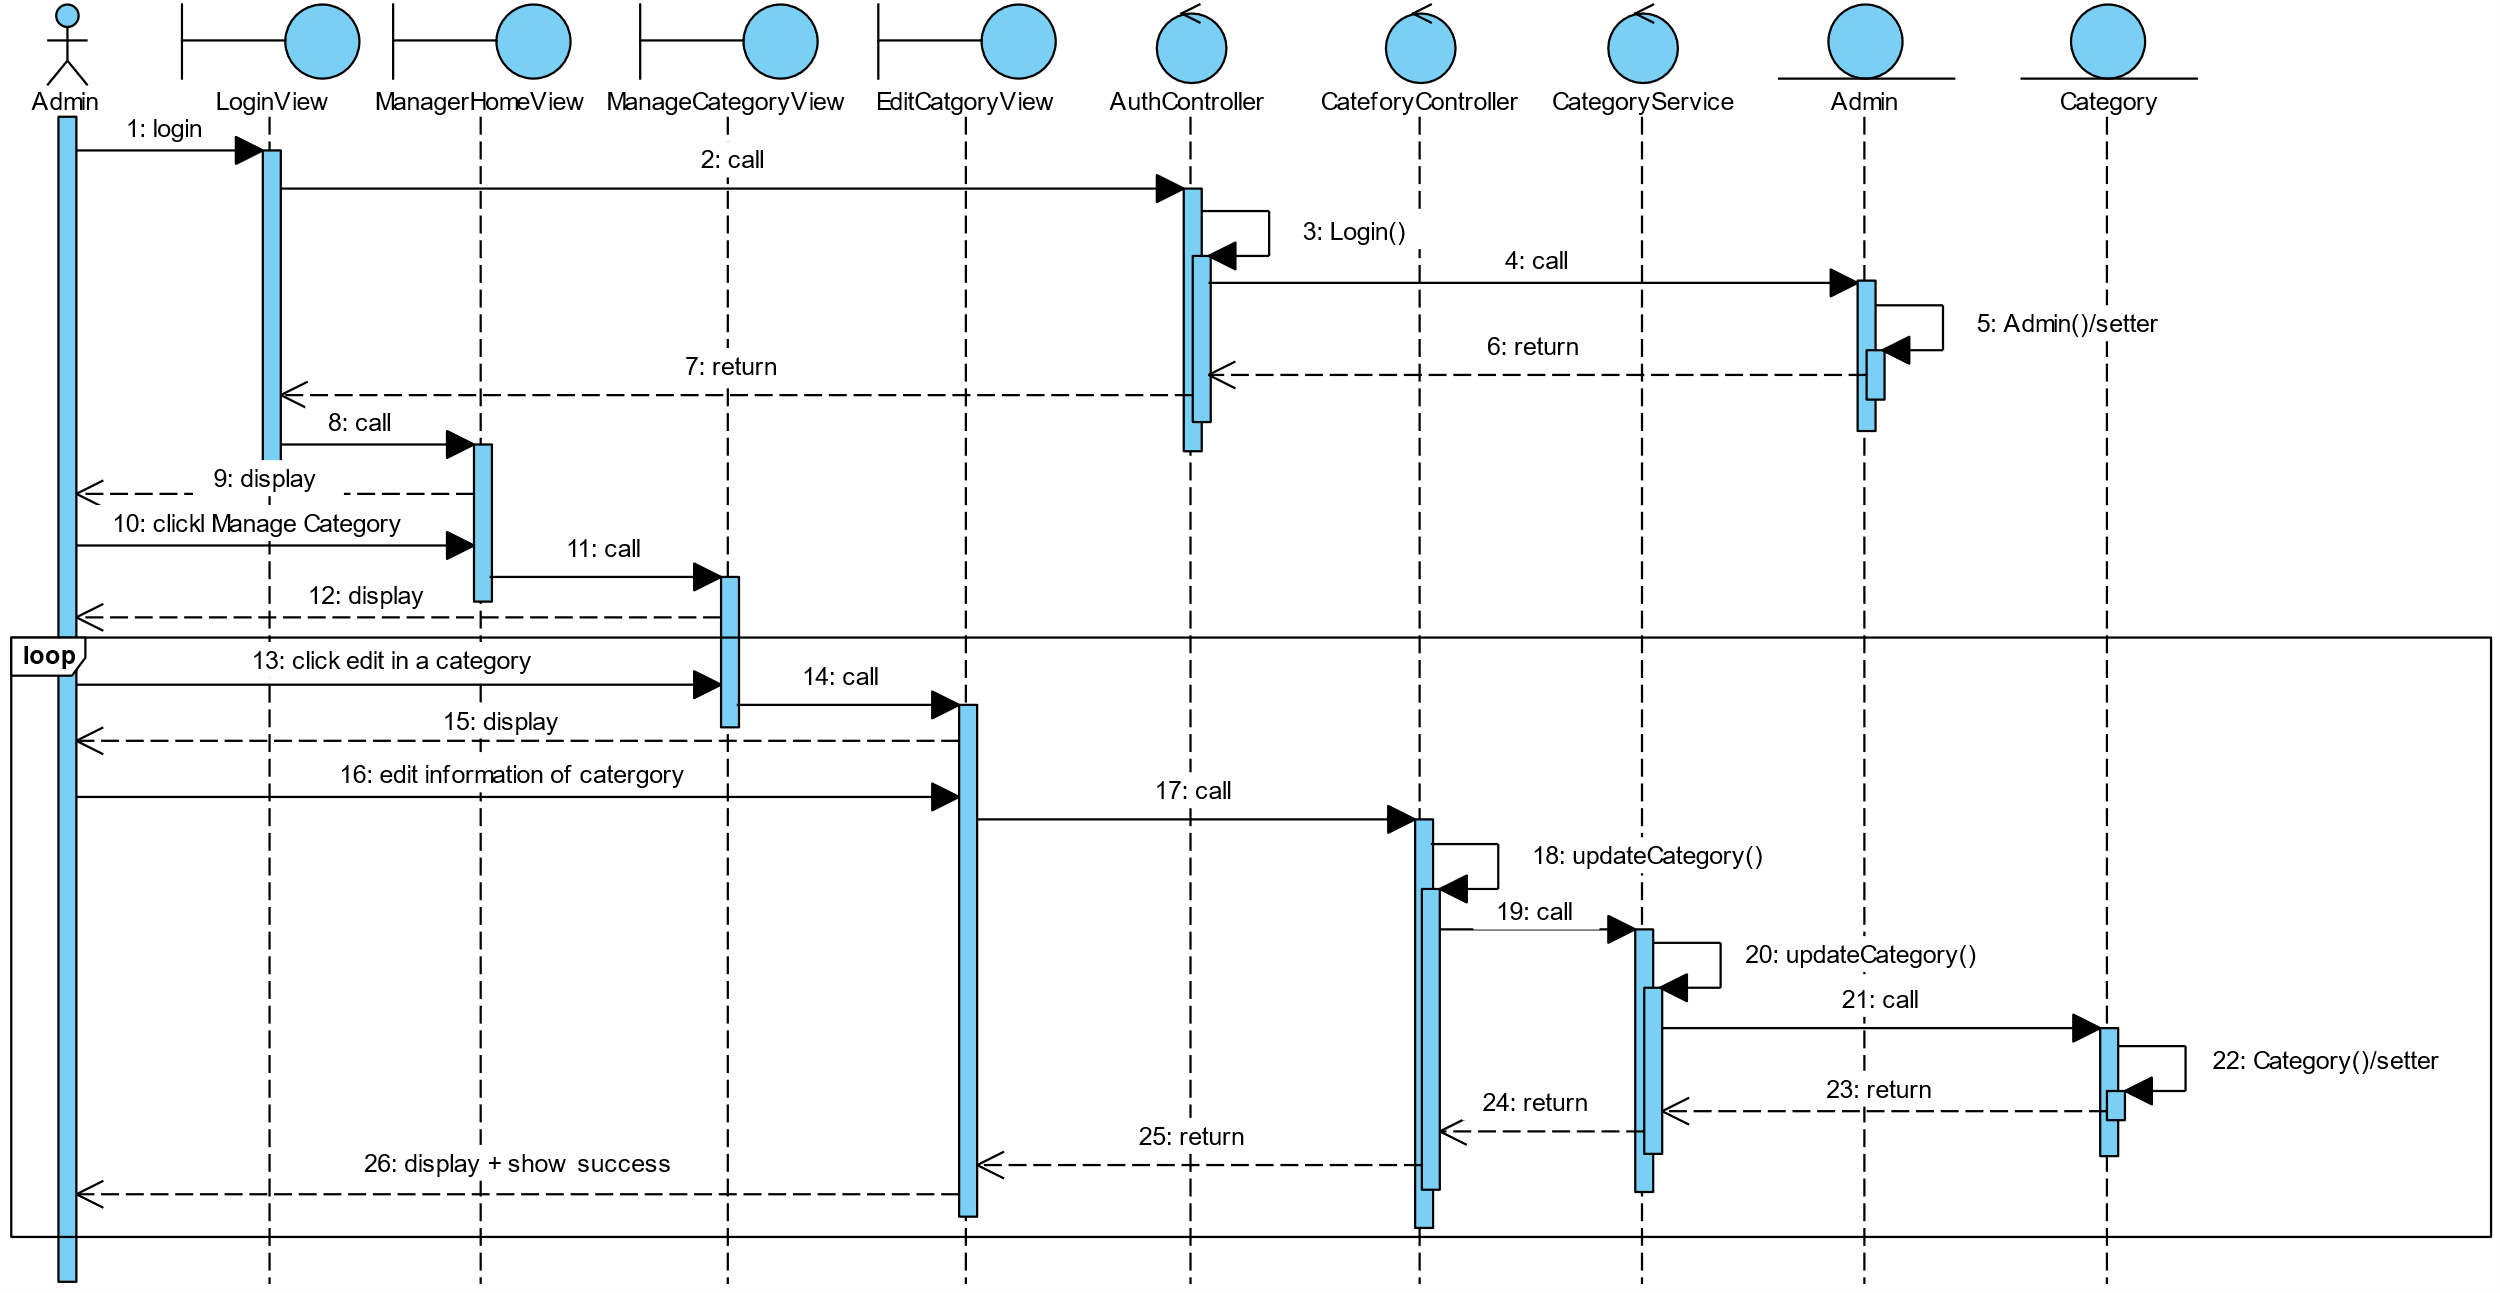 Admin
LoginView
ManagerHomeView
ManageCategoryView
EditCatgoryView
AuthController
CateforyController
CategoryService
Admin
Category
1: login
2: call
3: Login()
4: call
5: Admin()/setter
6: return
7: return
8: call
9: display
10: clickl Manage Category
11: call
12: display
loop
13: click edit in a category
14: call
15: display
16: edit information of catergory
17: call
18: updateCategory()
19: call
20: updateCategory()
21: call
22: Category()/setter
23: return
24: return
25: return
26: display + show success